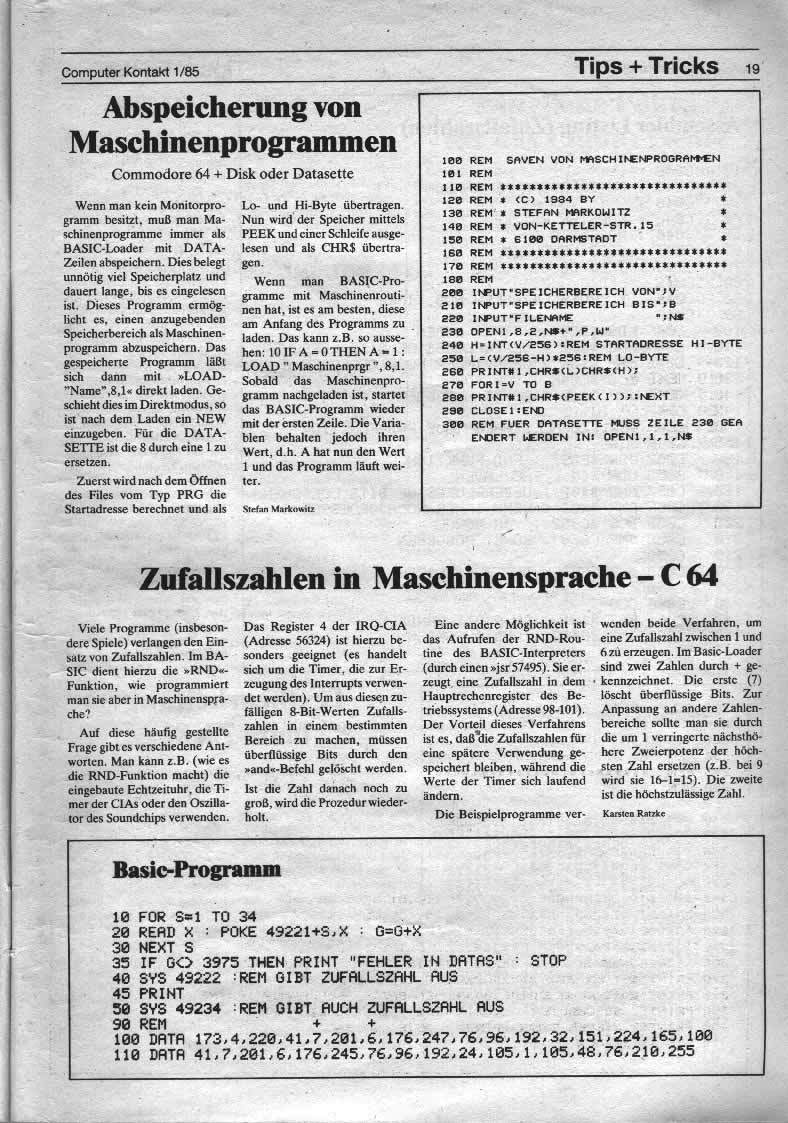 Computer Kontakt 1/85
Tips + Tricks 19
Abspeicherung von
Maschinenprogrammen
Commodore 64 + Disk oder Datasette
Wenn man kein Monitorpro-
gramm besitzt, muß man Ma-
schinenprogramme immer als
BASIC-Loader mit DATA-
Zeilen abspeichern. Dies belegt
unnötig viel Speicherplatz und
dauert lange, bis es eingelesen
ist. Dieses Programm ermög-
licht es, einen anzugebenden
Speicherbereich als Maschinen-
programm abzuspeichern. Das
gespeicherte Programm läßt
sich dann mit »LOAD-
"Name",8,1« direkt laden. Ge-
schieht dies im Direktmodus, so
ist nach dem Laden ein NEW
einzugeben. Für die DATA-
SETTE ist die 8 durch eine 1 zu
ersetzen.
Zuerst wird nach dem Öffnen
des Files vom Typ PRG die
Startadresse berechnet und als
Lo- und Hi-Byte übertragen.
Nun wird der Speicher mittels
PEEK und einer Schleife ausge-
lesen und als CHR$ übertra-
gen.
Wenn man BASIC-Pro-
gramme mit Maschinenrouti-
nen hat, ist es am besten, diese
am Anfang des Programms zu
laden. Das kann z.B. so ausse-
hen: 10 IF A = 0 THEN A = 1 :
LOAD " Maschinenprgr ", 8,1.
Sobald das Maschinenpro-
gramm nachgeladen ist, startet
das BASIC-Programm wieder
mit der ersten Zeile. Die Varia-
blen behalten jedoch ihren
Wert, d.h. A hat nun den Wert
1 und das Programm läuft wei-
ter.
Stefan Markowitz
100 REM SAVEN VON MASCHINENPROGRAMMEN
101 REM
110 REM ******************************
120 REM * (C) 1984 BY *
130 REM * STEFAN MARKOWITZ *
140 REM * VON-KETTELER-STR.15 *
150 REM * 6100 DARMSTADT *
160 REM ******************************
170 REM ******************************
180 REM
200 INPUT"SPEICHERBEREICH VON";V
210 INPUT"SPEICHERBEREICH BIS";B
220 INPUT"FILENAME ";N$
230 OPEN1,8,2,N$+",P,W"
240 H=INT(V/256):REM STARTADRESSE HI-BYTE
250 L=(V/256-H)*256:REM LO-BYTE
260 PRINT#1,CHR$(L)CHR$(H);
270 FORI=V TO B
280 PRINT#1,CHR$(PEEK(I));:NEXT
290 CLOSE1:END
300 REM FUER DATASETTE MUSS ZEILE 230 GEA
ENDERT WERDEN IN: OPEN1,1,1,N$
Zufallszahlen in Maschinensprache – C 64
Viele Programme (insbeson-
dere Spiele) verlangen den Ein-
satz von Zufallszahlen. Im BA-
SIC dient hierzu die »RND«-
Funktion, wie programmiert
man sie aber in Maschinenspra-
che?
Auf diese häufig gestellte
Frage gibt es verschiedene Ant-
worten. Man kann z.B. (wie es
die RND-Funktion macht) die
eingebaute Echtzeituhr, die Ti-
mer der CIAs oder den Oszilla-
tor des Soundchips verwenden.
Das Register 4 der IRQ-CIA
(Adresse 56324) ist hierzu be-
sonders geeignet (es handelt
sich um die Timer, die zur Er-
zeugung des Interrupts verwen-
det werden). Um aus diesen zu-
fälligen 8-Bit-Werten Zufalls-
zahlen in einem bestimmten
Bereich zu machen, müssen
überflüssige Bits durch den
»and«-Befehl gelöscht werden.
Ist die Zahl danach noch zu
groß, wird die Prozedur wieder-
holt.
Eine andere Möglichkeit ist
das Aufrufen der RND-Rou-
tine des BASIC-Interpreters
(durch einen »jsr 57495). Sie er-
zeugt eine Zufallszahl in dem
Hauptrechenregister des Be-
triebssystems (Adresse 98-101).
Der Vorteil dieses Verfahrens
ist es, daß die Zufallszahlen für
eine spätere Verwendung ge-
speichert bleiben, während die
Werte der Timer sich laufend
ändern.
Die Beispielprogramme ver-
wenden beide Verfahren, um
eine Zufallszahl zwischen 1 und
6 zu erzeugen. Im Basic-Loader
sind zwei Zahlen durch + ge-
kennzeichnet. Die erste (7)
löscht überflüssige Bits. Zur
Anpassung an andere Zahlen-
bereiche sollte man sie durch
die um 1 verringerte nächsthö-
here Zweierpotenz der höch-
sten Zahl ersetzen (z.B. bei 9
wird sie 16–1=15). Die zweite
ist die höchstzulässige Zahl.
Karsten Ratzke
Basic-Programm
10 FOR S=1 TO 34
20 READ X : POKE 49221+S,X : G=G+X
30 NEXT S
35 IF G<> 3975 THEN PRINT "FEHLER IN DATAS" : STOP
40 SYS 49222 :REM GIBT ZUFALLSZAHL AUS
45 PRINT
50 SYS 49234 :REM GIBT AUCH ZUFALLSZAHL AUS
90 REM + +
100 DATA 173,4,220,41,7,201,6,176,247,76,96,192,32,151,224,165,100
110 DATA 41,7,201,6,176,245,76,96,192,24,105,1,105,48,76,210,255